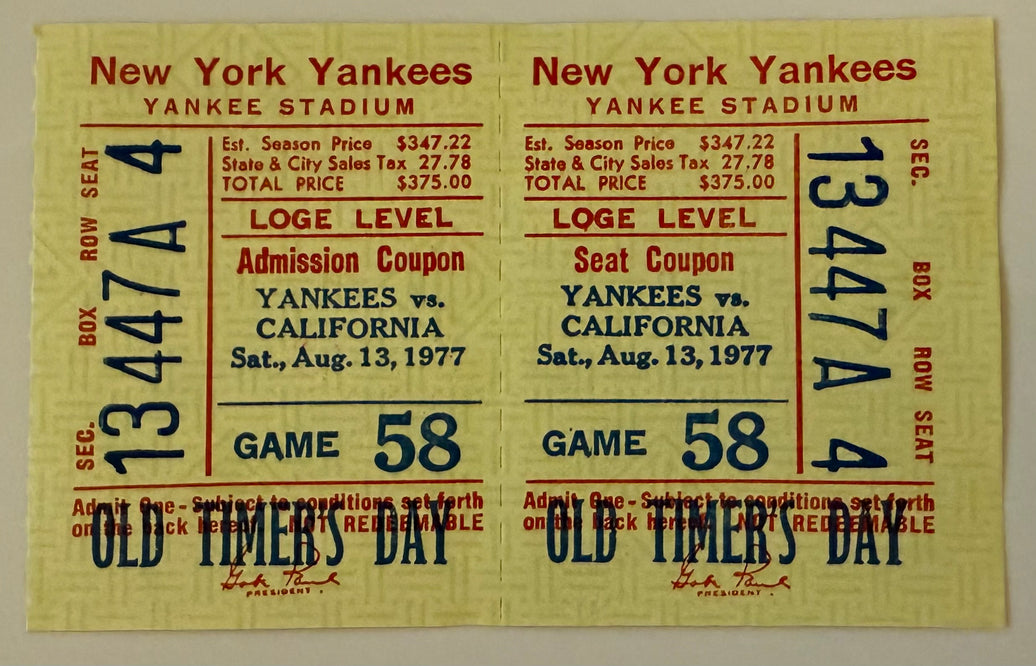 New York Yankees
YANKEE STADIUM
SEC. BOX ROW SEAT
13 447 A 4
Est. Season Price $347.22
State & City Sales Tax 27.78
TOTAL PRICE $375.00
LOGE LEVEL
Admission Coupon
YANKEES vs.
CALIFORNIA
Sat., Aug. 13, 1977
GAME 58
Admit One - Subject to conditions set forth
on the back hereof. NOT REDEEMABLE
OLD TIMER'S DAY
Gabe Paul
PRESIDENT.
New York Yankees
YANKEE STADIUM
Est. Season Price $347.22
State & City Sales Tax 27.78
TOTAL PRICE $375.00
LOGE LEVEL
Seat Coupon
YANKEES vs.
CALIFORNIA
Sat., Aug. 13, 1977
GAME 58
SEC. BOX ROW SEAT
13 447 A 4
Admit One - Subject to conditions set forth
on the back hereof. NOT REDEEMABLE
OLD TIMER'S DAY
Gabe Paul
PRESIDENT.